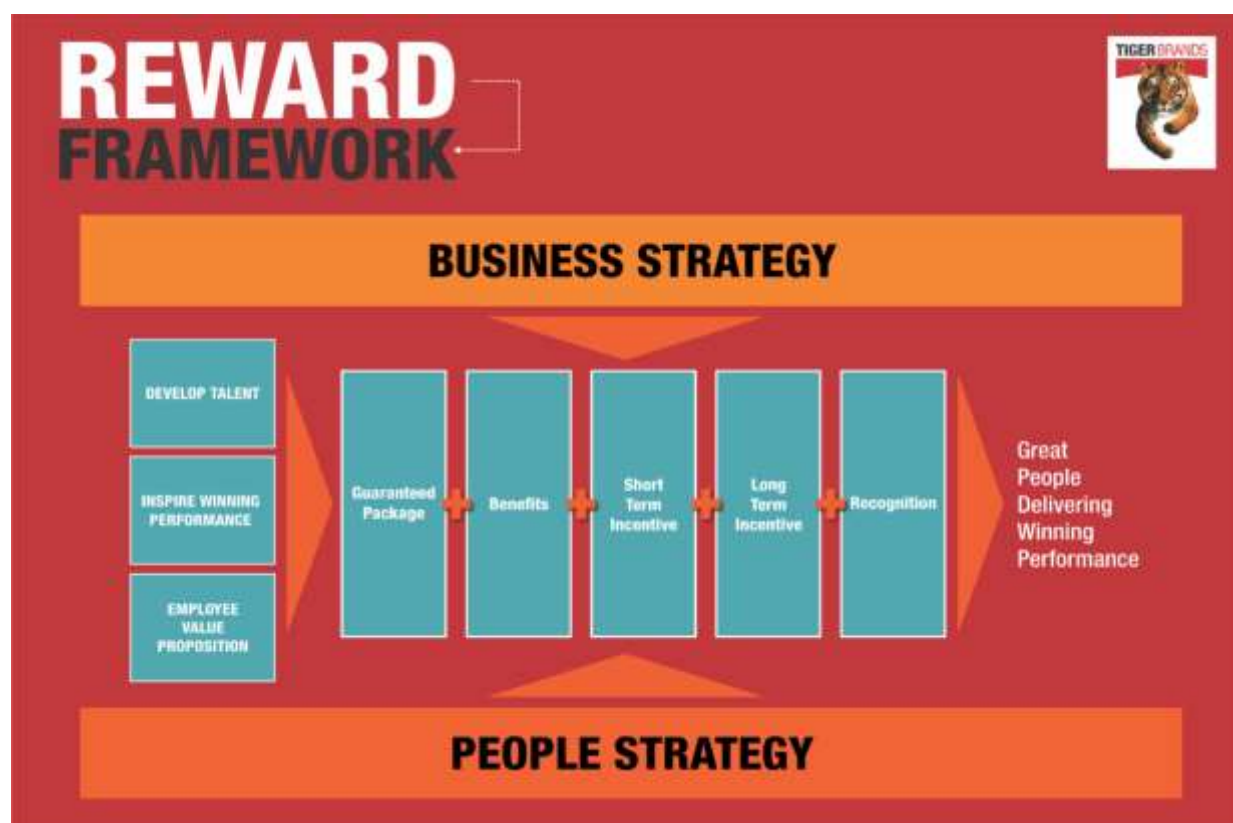 REWARD
FRAMEWORK
TIGER BRANDS
BUSINESS STRATEGY
DEVELOP TALENT
INSPIRE WINNING
PERFORMANCE
EMPLOYEE
VALUE
PROPOSITION
Guaranteed
Package
Benefits
Short
Term
Incentive
Long
Term
Incentive
Recognition
Great
People
Delivering
Winning
Performance
PEOPLE STRATEGY